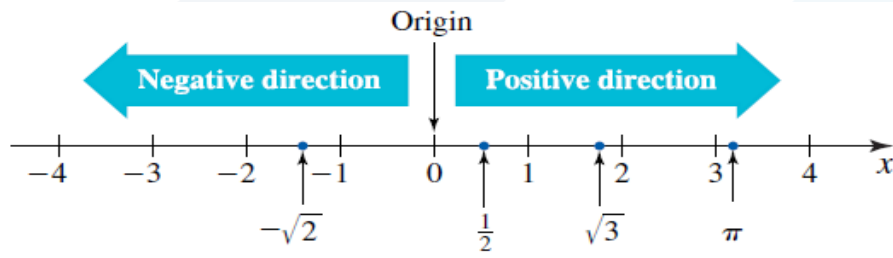 Origin
Negative direction Positive direction
−4 −3 −2 −1 0 1 2 3 4 x
−√2 1/2 √3 π